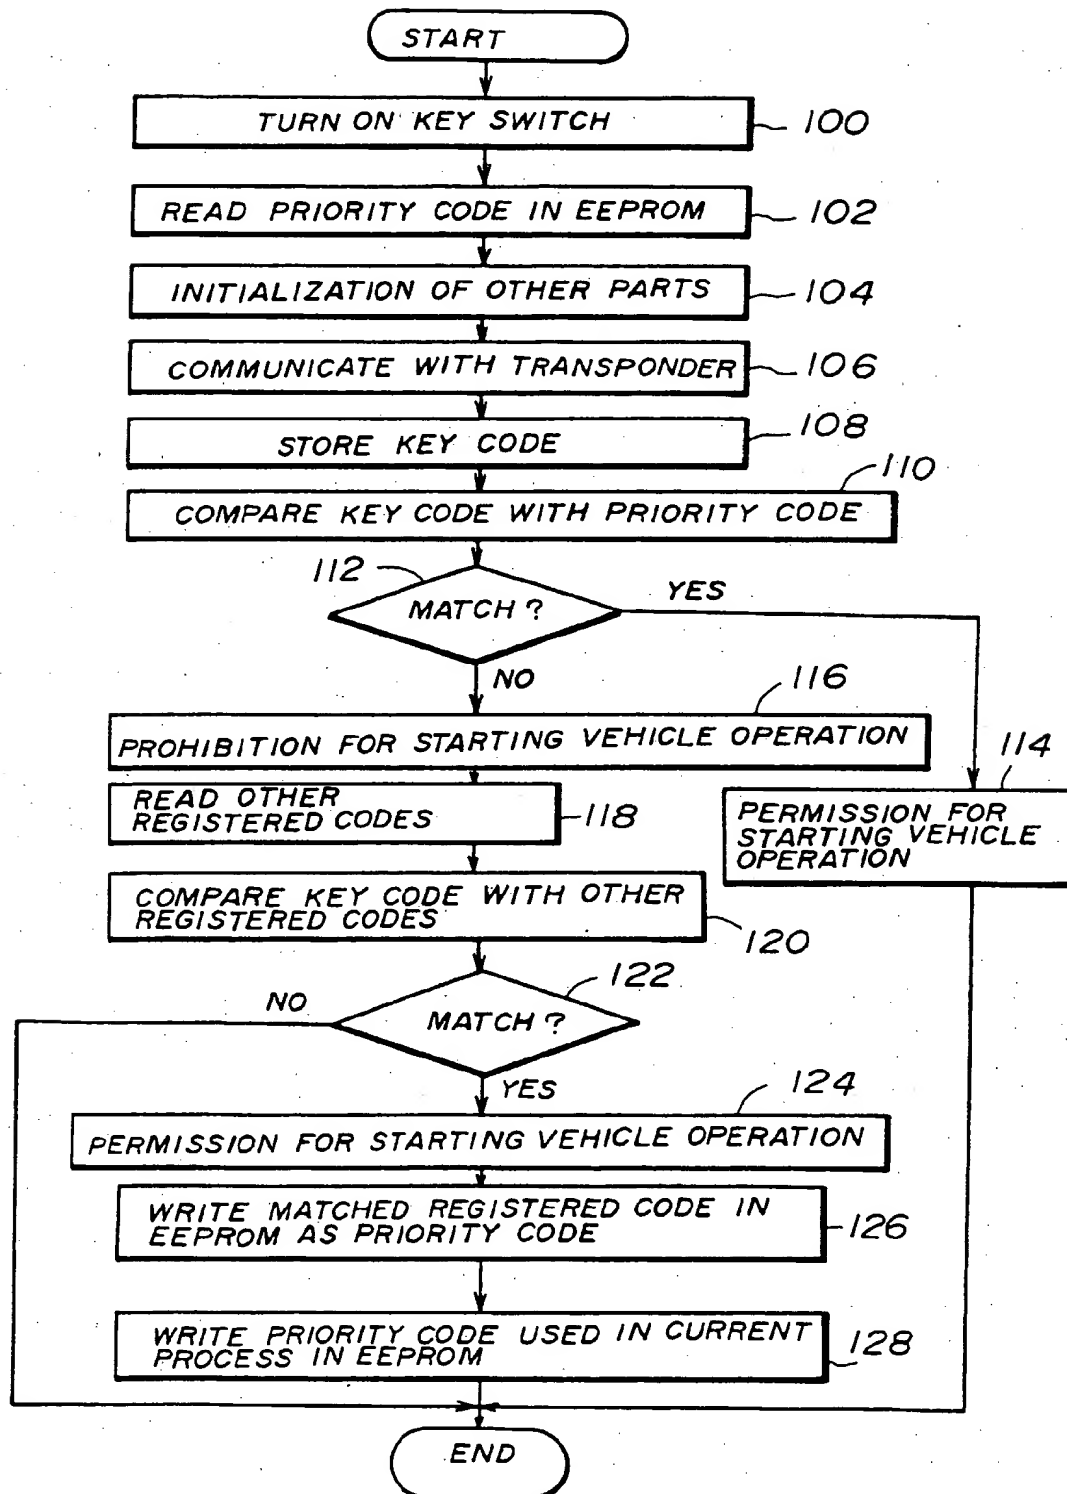 START
TURN ON KEY SWITCH
100
READ PRIORITY CODE IN EEPROM
102
INITIALIZATION OF OTHER PARTS
104
COMMUNICATE WITH TRANSPONDER
106
STORE KEY CODE
108
110
COMPARE KEY CODE WITH PRIORITY CODE
112
MATCH ?
YES
NO
116
PROHIBITION FOR STARTING VEHICLE OPERATION
114
READ OTHER
REGISTERED CODES
118
PERMISSION FOR
STARTING VEHICLE
OPERATION
COMPARE KEY CODE WITH OTHER
REGISTERED CODES
120
122
NO
MATCH ?
YES
124
PERMISSION FOR STARTING VEHICLE OPERATION
WRITE MATCHED REGISTERED CODE IN
EEPROM AS PRIORITY CODE
126
WRITE PRIORITY CODE USED IN CURRENT
PROCESS IN EEPROM
128
END